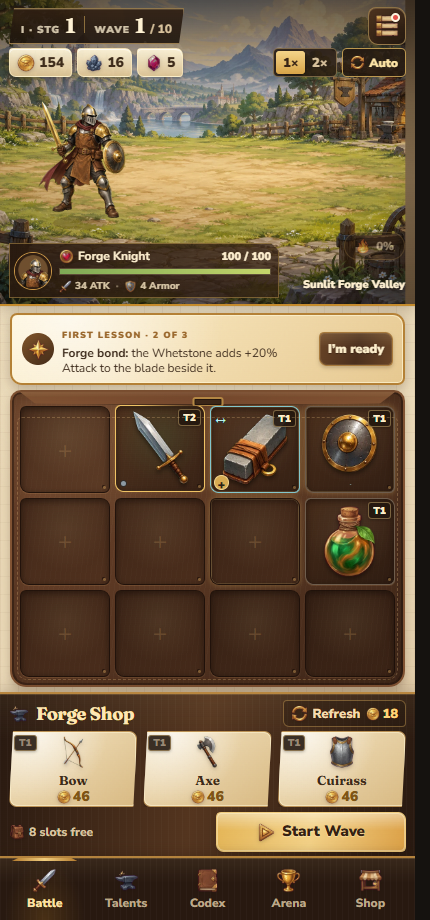 I · STG 1 WAVE 1 / 10
154 16 5 1× 2× Auto
0%
Forge Knight 100 / 100
34 ATK · 4 Armor
Sunlit Forge Valley
FIRST LESSON · 2 OF 3
Forge bond: the Whetstone adds +20%
Attack to the blade beside it.
I'm ready
T2 T1 T1
T1
Forge Shop Refresh 18
T1 T1 T1
Bow Axe Cuirass
46 46 46
8 slots free Start Wave
Battle Talents Codex Arena Shop